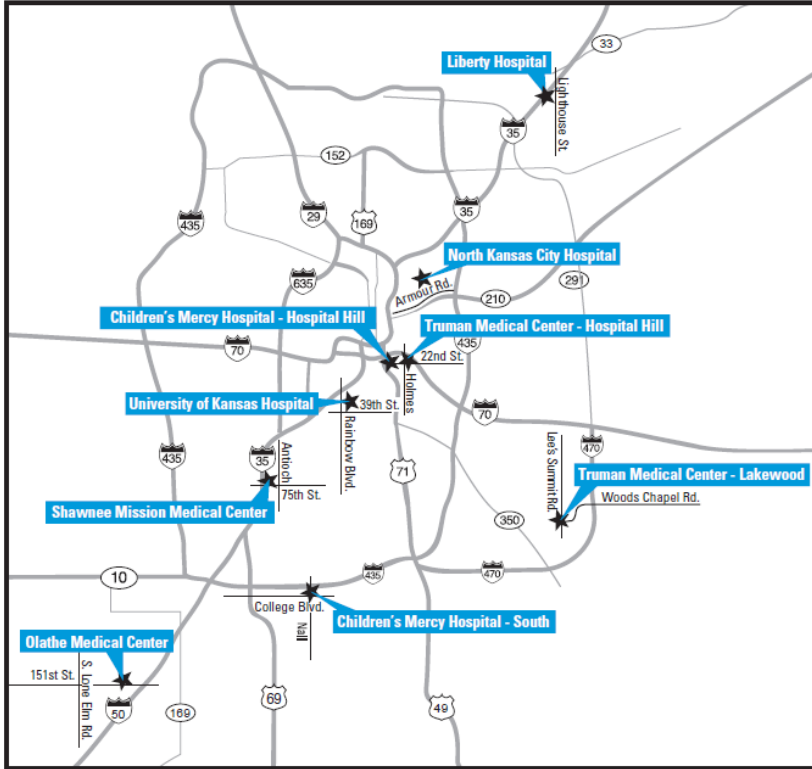 33
Liberty Hospital
Lighthouse St.
35
152
29
169
35
435
North Kansas City Hospital
635
291
Armour Rd.
210
Children's Mercy Hospital - Hospital Hill
Truman Medical Center - Hospital Hill
70
435
22nd St.
Holmes
University of Kansas Hospital
39th St.
70
Rainbow Blvd.
Antioch
Lee's Summit Rd.
470
435
35
71
Truman Medical Center - Lakewood
75th St.
Woods Chapel Rd.
Shawnee Mission Medical Center
350
10
435
470
College Blvd.
Nall
Children's Mercy Hospital - South
Olathe Medical Center
151st St.
S. Lone Elm Rd.
69
50
169
49